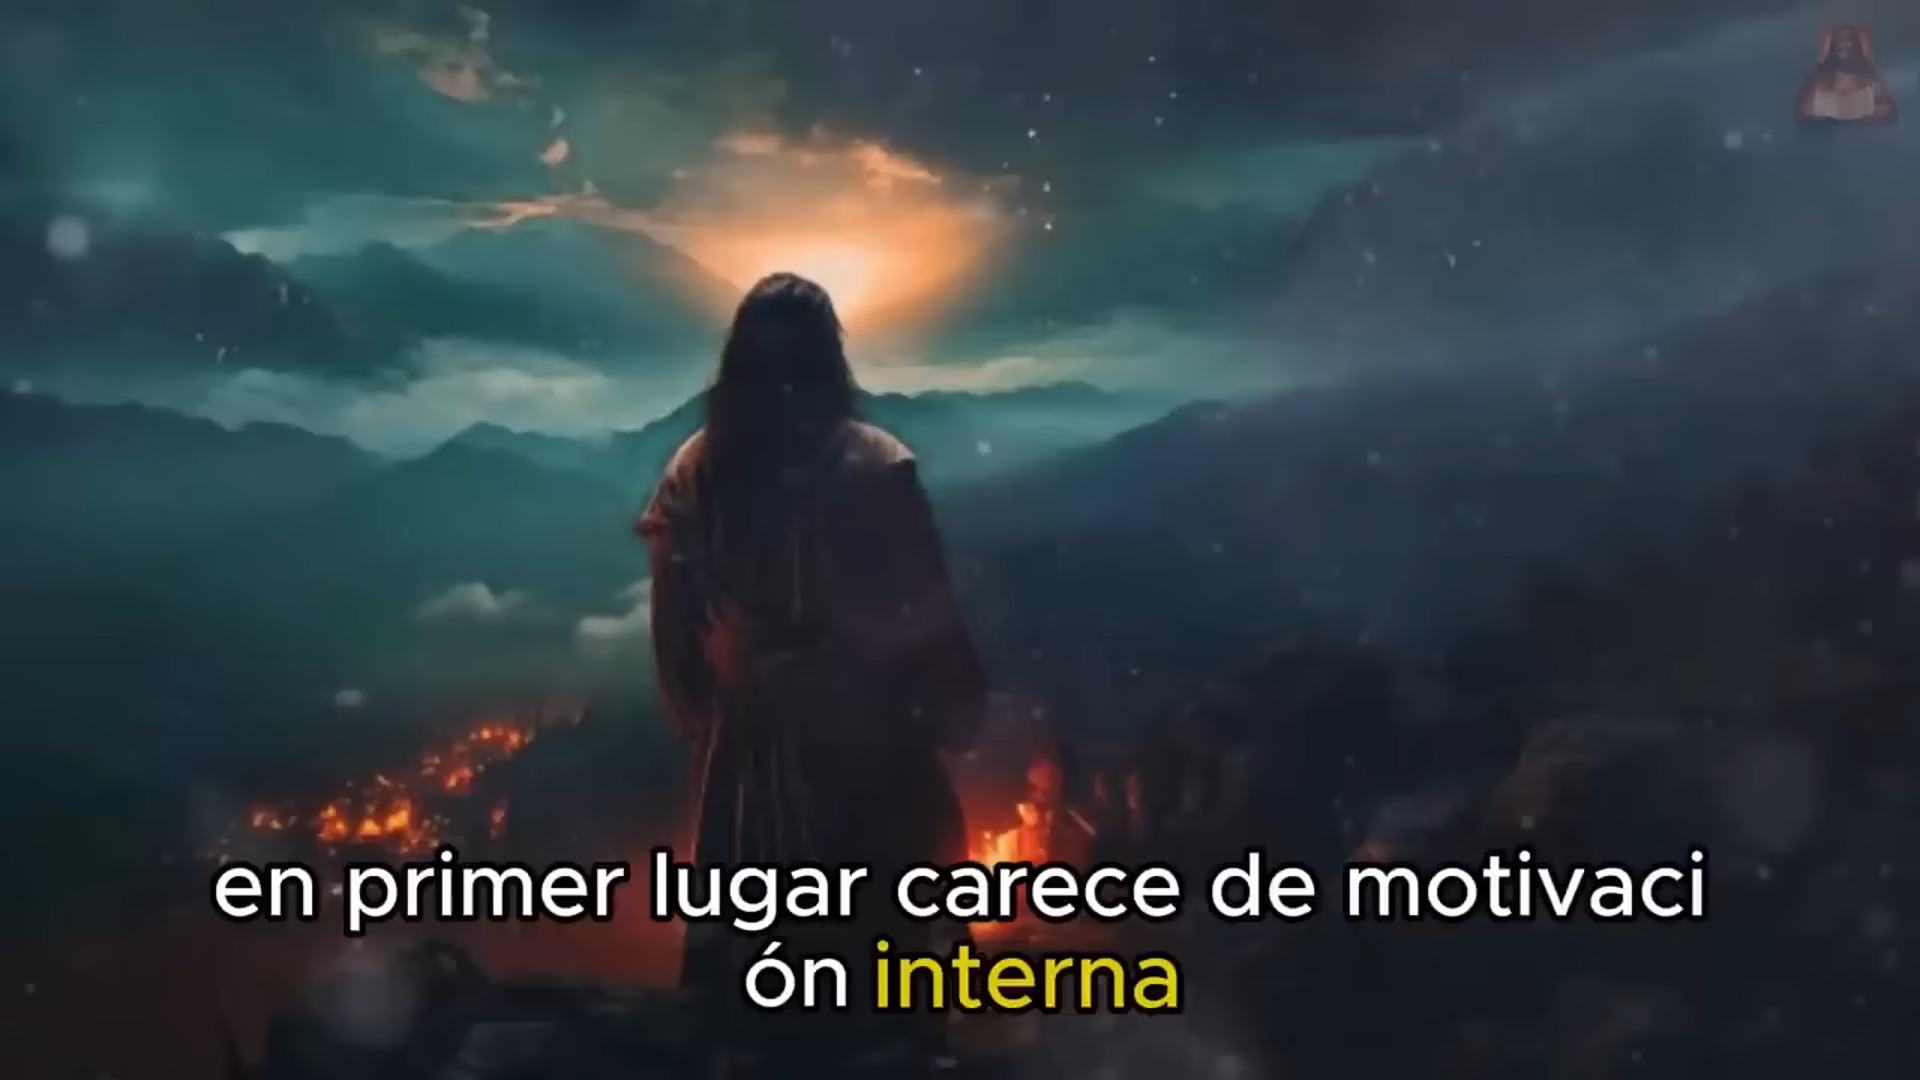 en primer lugar carece de motivaci
ón interna